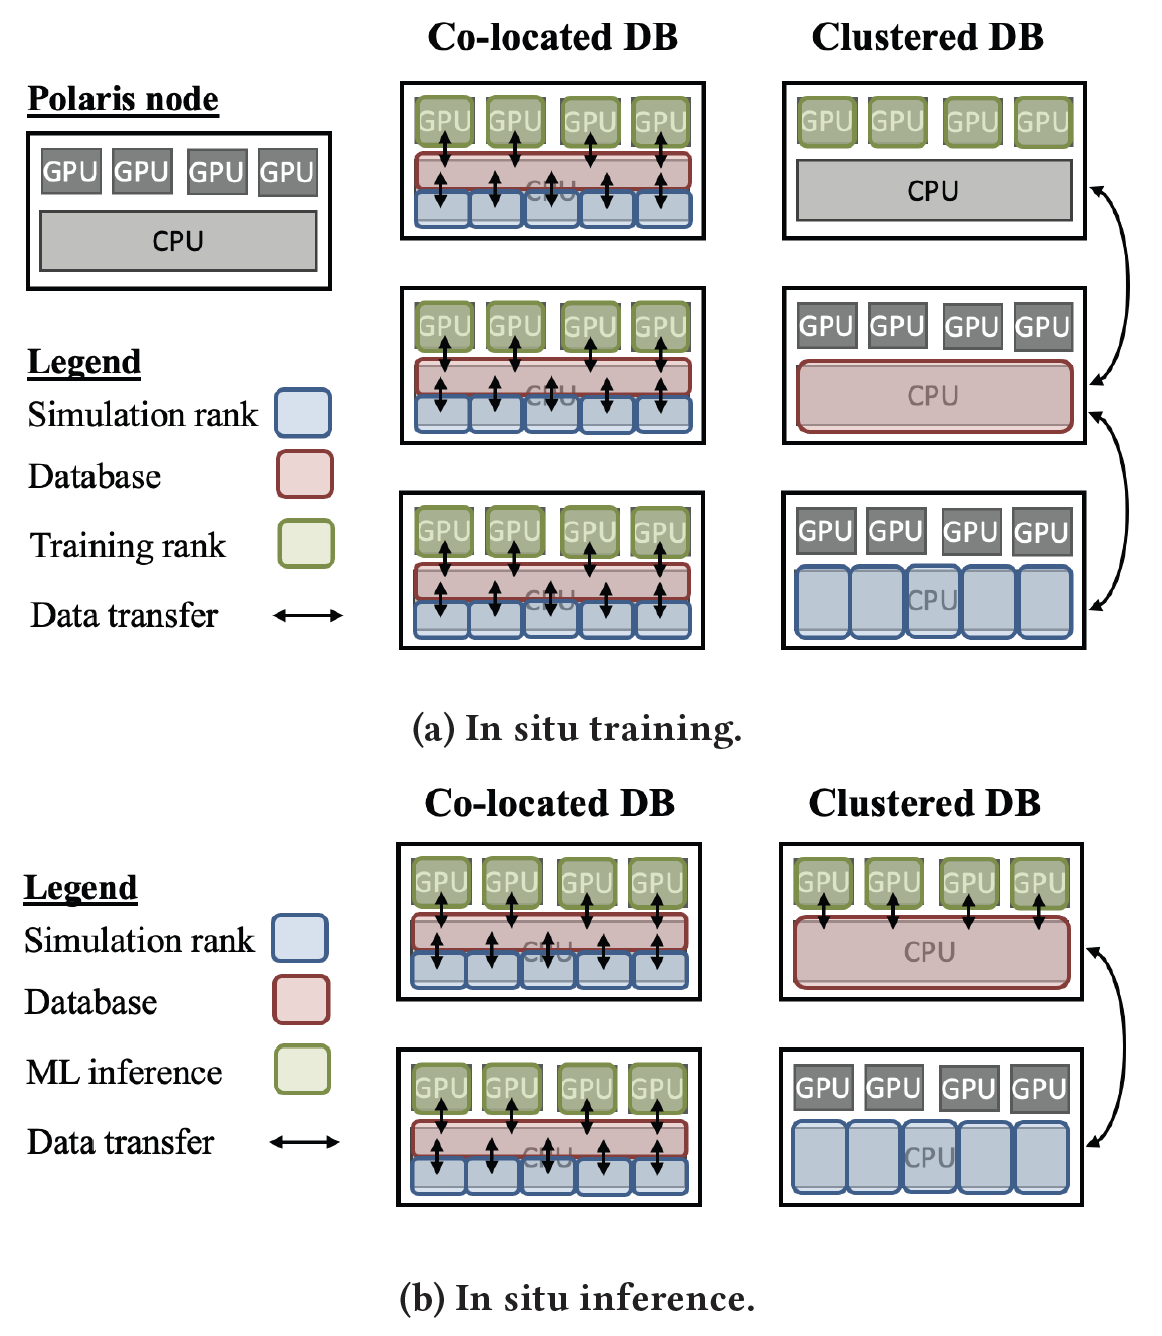 Co-located DB Clustered DB
Polaris node
GPU GPU GPU GPU
CPU
GPU GPU GPU GPU
CPU
GPU GPU GPU GPU
CPU
Legend
Simulation rank
Database
Training rank
Data transfer
GPU GPU GPU GPU
CPU
GPU GPU GPU GPU
CPU
GPU GPU GPU GPU
CPU
GPU GPU GPU GPU
CPU
(a) In situ training.
Co-located DB Clustered DB
Legend
Simulation rank
Database
ML inference
Data transfer
GPU GPU GPU GPU
CPU
GPU GPU GPU GPU
CPU
GPU GPU GPU GPU
CPU
GPU GPU GPU GPU
CPU
(b) In situ inference.